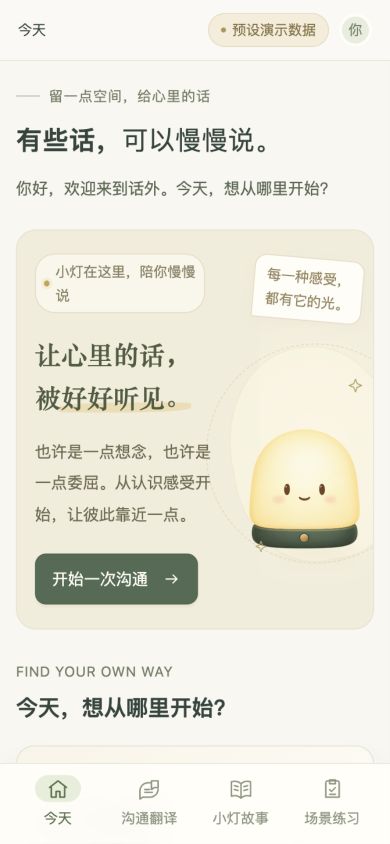 今天
预设演示数据
你
留一点空间，给心里的话
有些话，可以慢慢说。
你好，欢迎来到话外。今天，想从哪里开始？
小灯在这里，陪你慢慢
说
每一种感受，
都有它的光。
让心里的话，
被好好听见。
也许是一点想念，也许是
一点委屈。从认识感受开
始，让彼此靠近一点。
开始一次沟通 →
FIND YOUR OWN WAY
今天，想从哪里开始？
今天
沟通翻译
小灯故事
场景练习